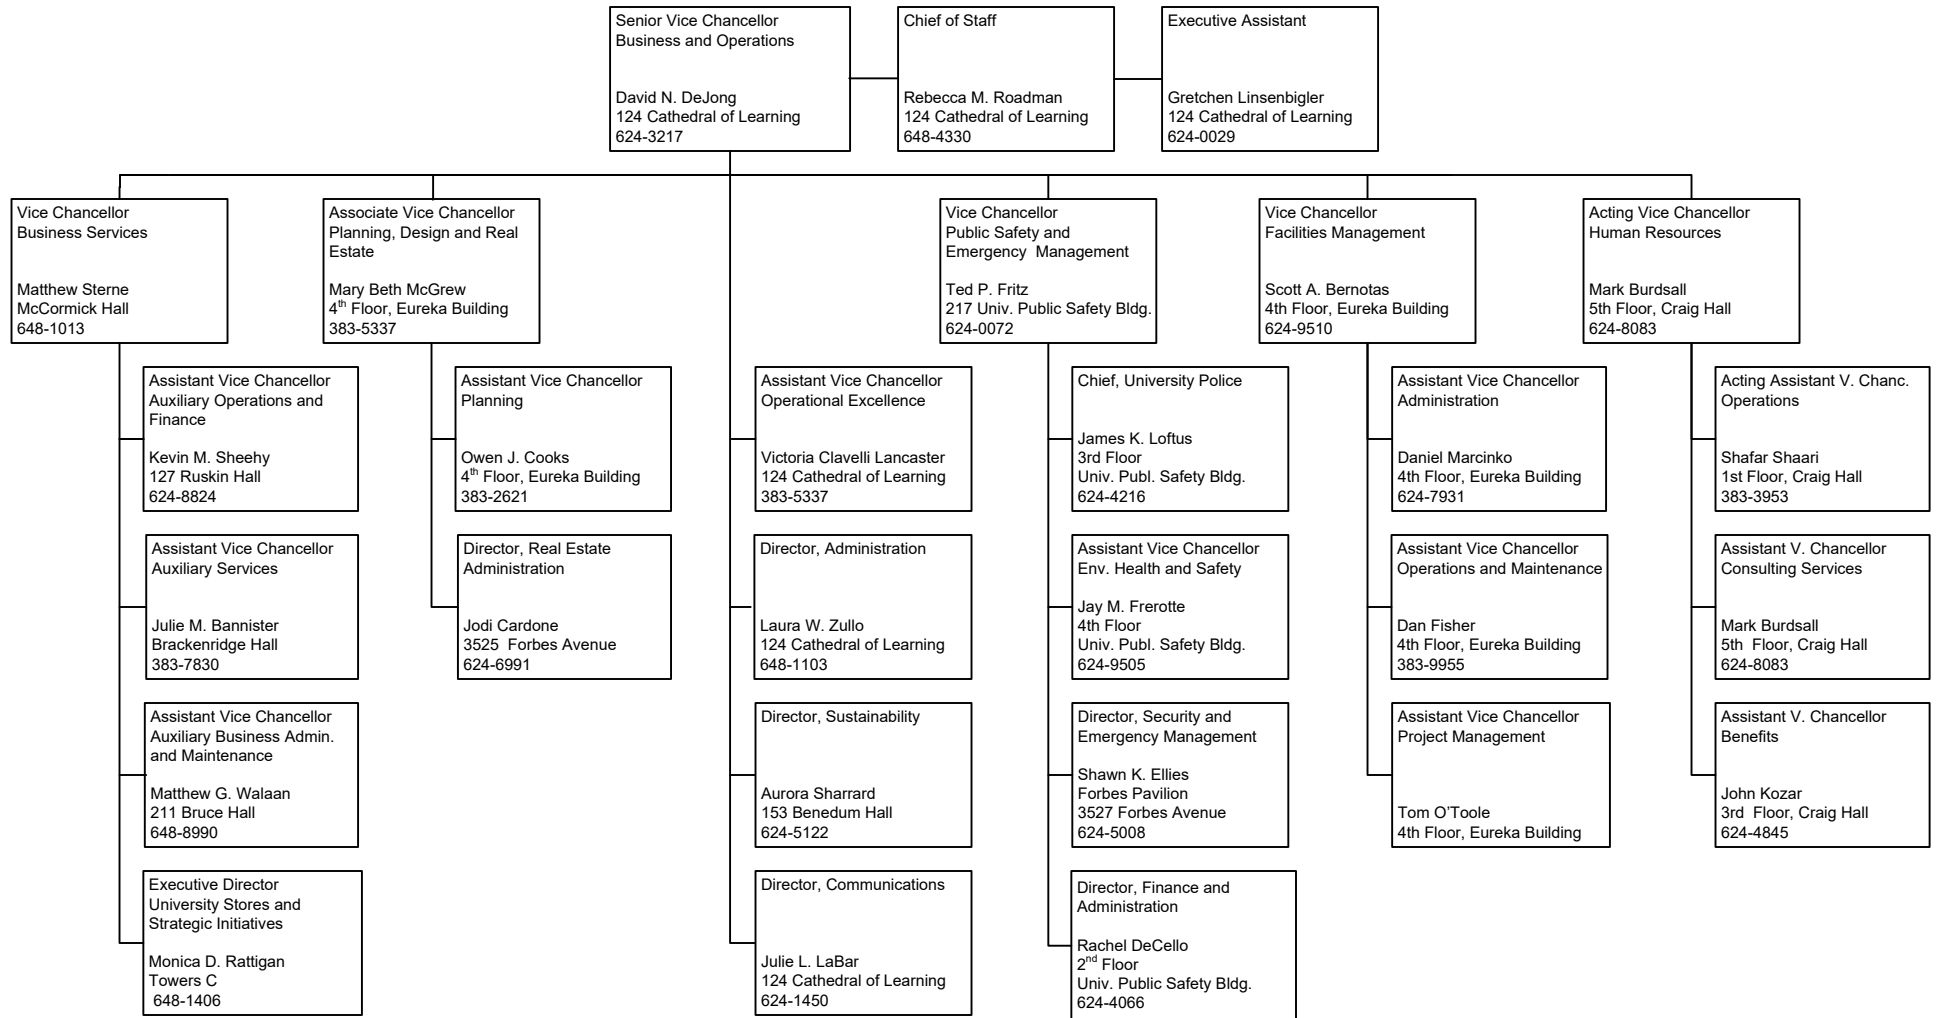 Senior Vice Chancellor
Business and Operations
David N. DeJong
124 Cathedral of Learning
624-3217
Chief of Staff
Rebecca M. Roadman
124 Cathedral of Learning
648-4330
Executive Assistant
Gretchen Linsenbigler
124 Cathedral of Learning
624-0029
Vice Chancellor
Business Services
Matthew Sterne
McCormick Hall
648-1013
Associate Vice Chancellor
Planning, Design and Real
Estate
Mary Beth McGrew
4th Floor, Eureka Building
383-5337
Vice Chancellor
Public Safety and
Emergency Management
Ted P. Fritz
217 Univ. Public Safety Bldg.
624-0072
Vice Chancellor
Facilities Management
Scott A. Bernotas
4th Floor, Eureka Building
624-9510
Acting Vice Chancellor
Human Resources
Mark Burdsall
5th Floor, Craig Hall
624-8083
Assistant Vice Chancellor
Auxiliary Operations and
Finance
Kevin M. Sheehy
127 Ruskin Hall
624-8824
Assistant Vice Chancellor
Planning
Owen J. Cooks
4th Floor, Eureka Building
383-2621
Assistant Vice Chancellor
Operational Excellence
Victoria Clavelli Lancaster
124 Cathedral of Learning
383-5337
Chief, University Police
James K. Loftus
3rd Floor
Univ. Publ. Safety Bldg.
624-4216
Assistant Vice Chancellor
Administration
Daniel Marcinko
4th Floor, Eureka Building
624-7931
Acting Assistant V. Chanc.
Operations
Shafar Shaari
1st Floor, Craig Hall
383-3953
Assistant Vice Chancellor
Auxiliary Services
Julie M. Bannister
Brackenridge Hall
383-7830
Director, Real Estate
Administration
Jodi Cardone
3525 Forbes Avenue
624-6991
Director, Administration
Laura W. Zullo
124 Cathedral of Learning
648-1103
Assistant Vice Chancellor
Env. Health and Safety
Jay M. Frerotte
4th Floor
Univ. Publ. Safety Bldg.
624-9505
Assistant Vice Chancellor
Operations and Maintenance
Dan Fisher
4th Floor, Eureka Building
383-9955
Assistant V. Chancellor
Consulting Services
Mark Burdsall
5th Floor, Craig Hall
624-8083
Assistant Vice Chancellor
Auxiliary Business Admin.
and Maintenance
Matthew G. Walaan
211 Bruce Hall
648-8990
Director, Sustainability
Aurora Sharrard
153 Benedum Hall
624-5122
Director, Security and
Emergency Management
Shawn K. Ellies
Forbes Pavilion
3527 Forbes Avenue
624-5008
Assistant Vice Chancellor
Project Management
Tom O'Toole
4th Floor, Eureka Building
Assistant V. Chancellor
Benefits
John Kozar
3rd Floor, Craig Hall
624-4845
Executive Director
University Stores and
Strategic Initiatives
Monica D. Rattigan
Towers C
648-1406
Director, Communications
Julie L. LaBar
124 Cathedral of Learning
624-1450
Director, Finance and
Administration
Rachel DeCello
2nd Floor
Univ. Public Safety Bldg.
624-4066